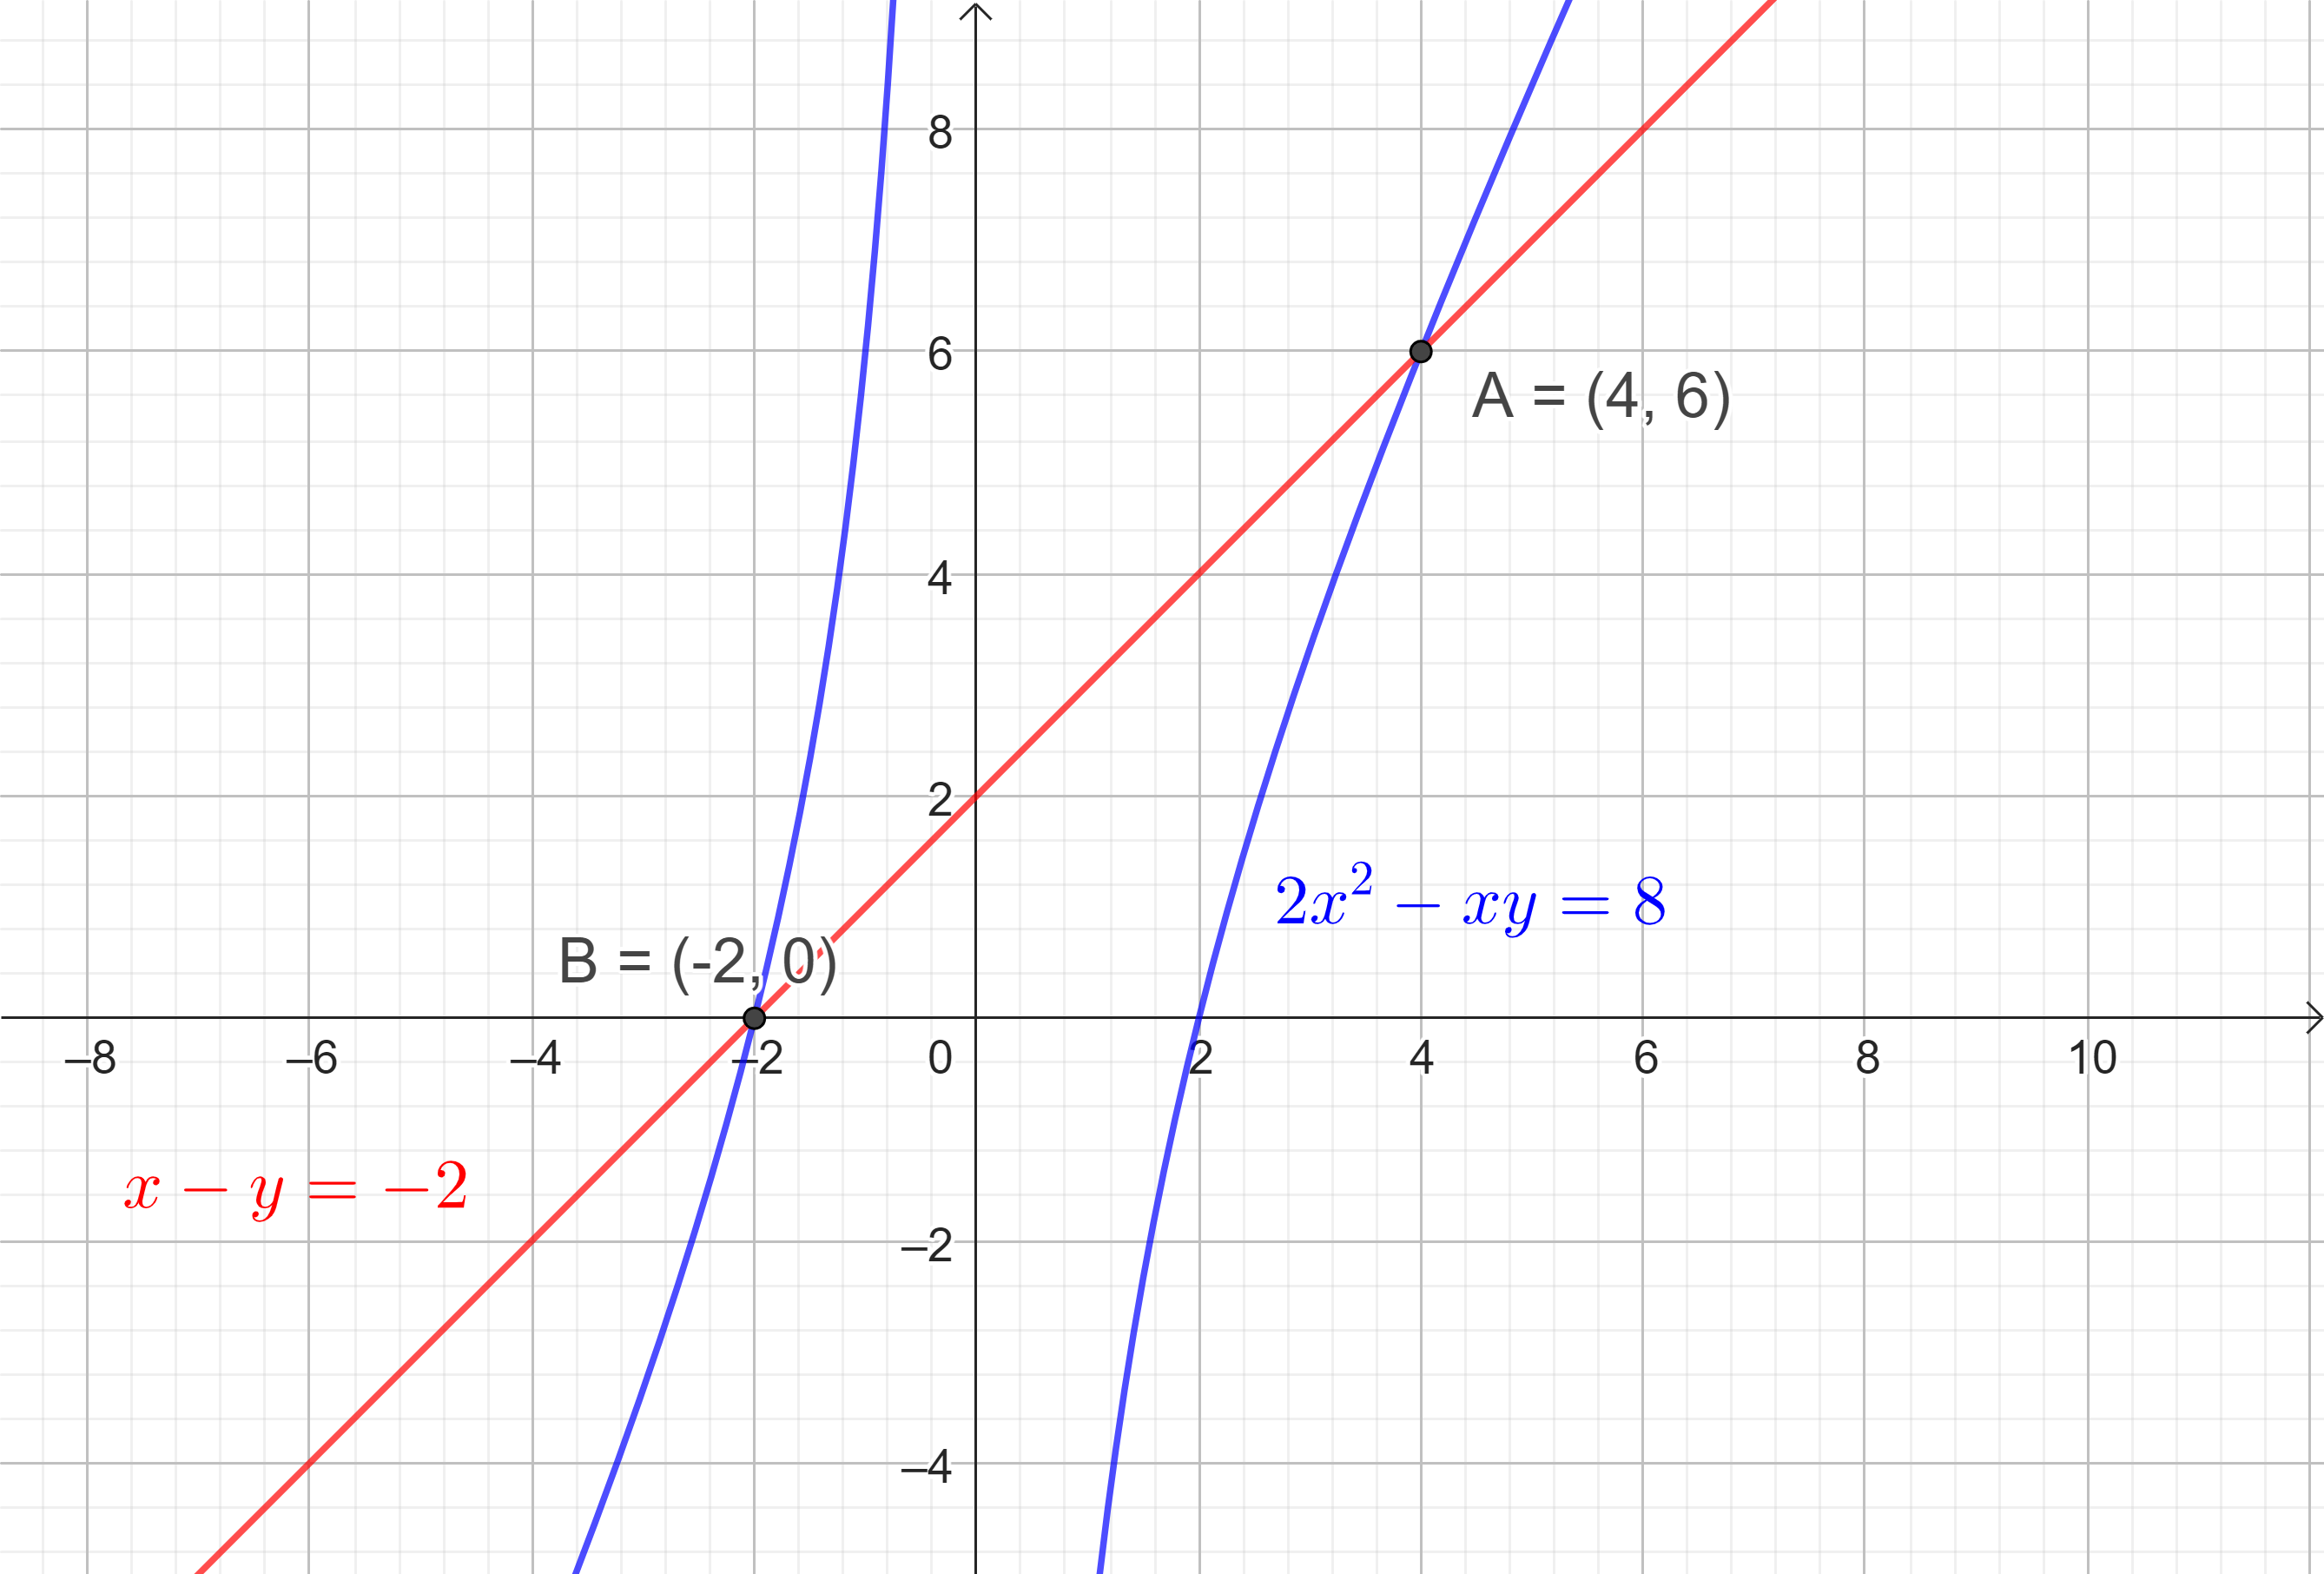 8
6
A = (4, 6)
4
2
2x² − xy = 8
B = (-2, 0)
–8 –6 –4 –2 0 2 4 6 8 10
x − y = −2
–2
–4